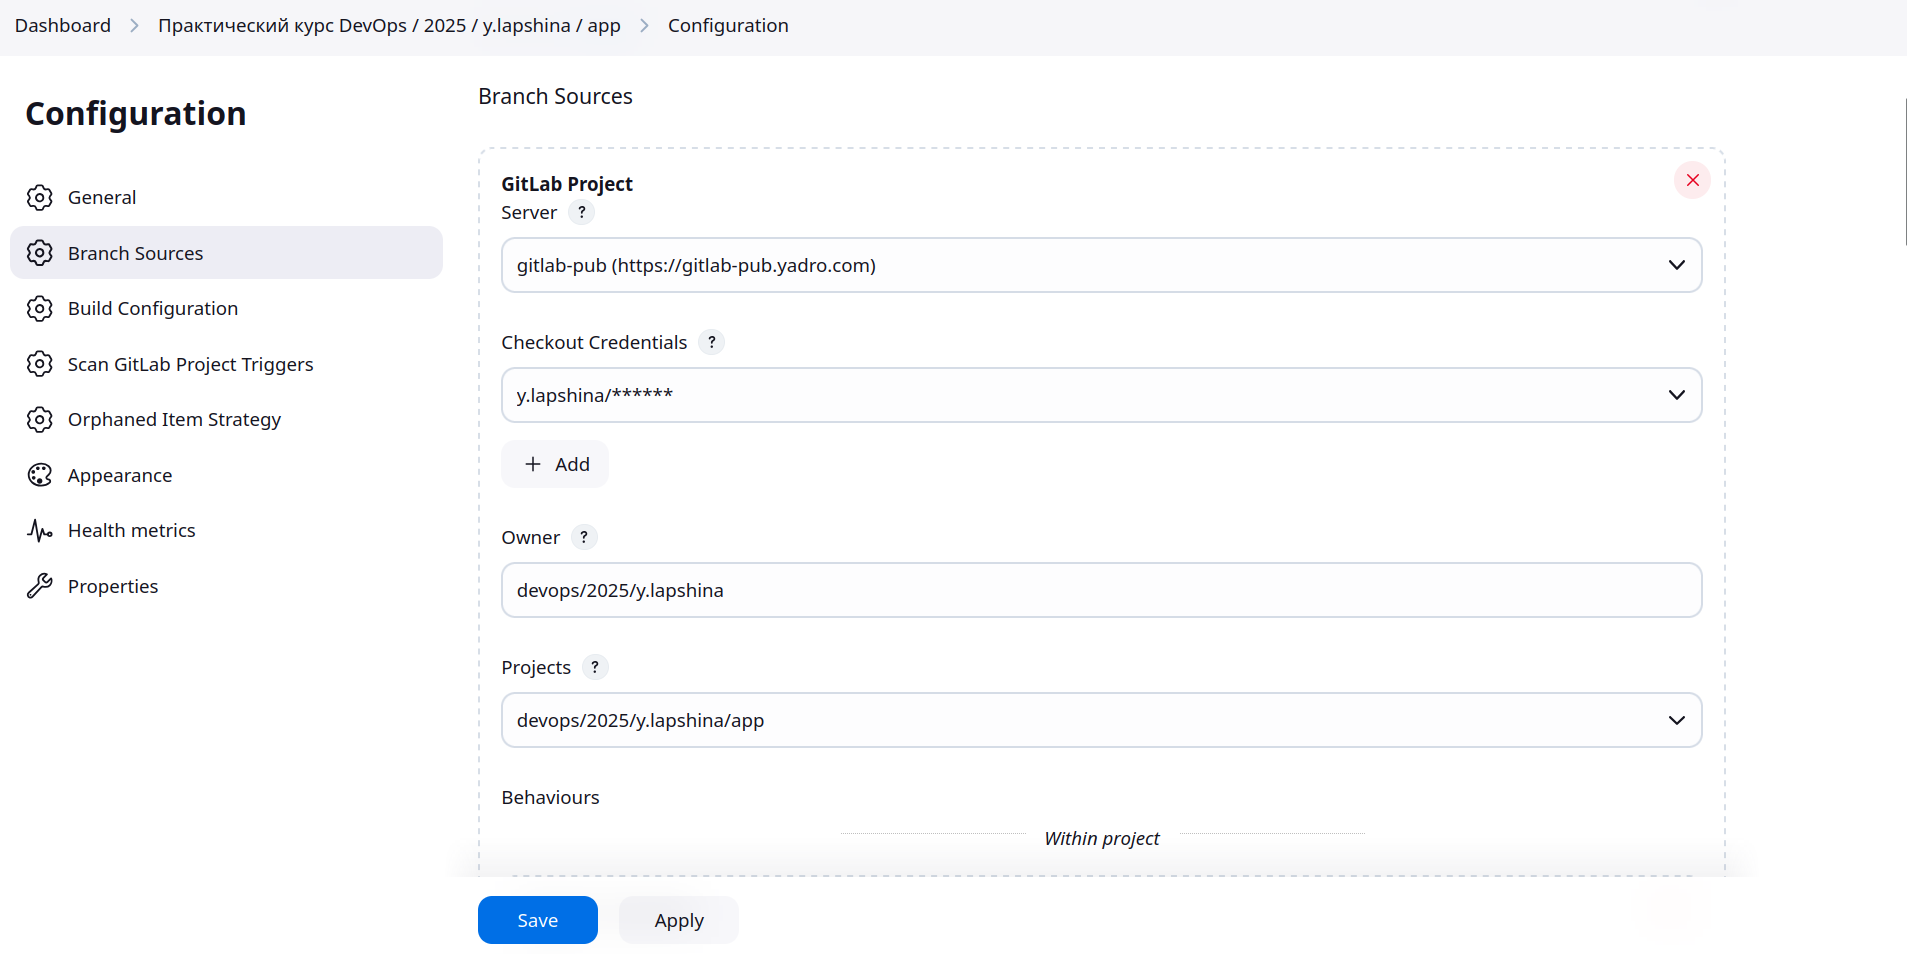 Dashboard > Практический курс DevOps / 2025 / y.lapshina / app > Configuration
Configuration
General
Branch Sources
Build Configuration
Scan GitLab Project Triggers
Orphaned Item Strategy
Appearance
Health metrics
Properties
Branch Sources
GitLab Project
Server ?
gitlab-pub (https://gitlab-pub.yadro.com)
Checkout Credentials ?
y.lapshina/******
+ Add
Owner ?
devops/2025/y.lapshina
Projects ?
devops/2025/y.lapshina/app
Behaviours
Within project
Save Apply